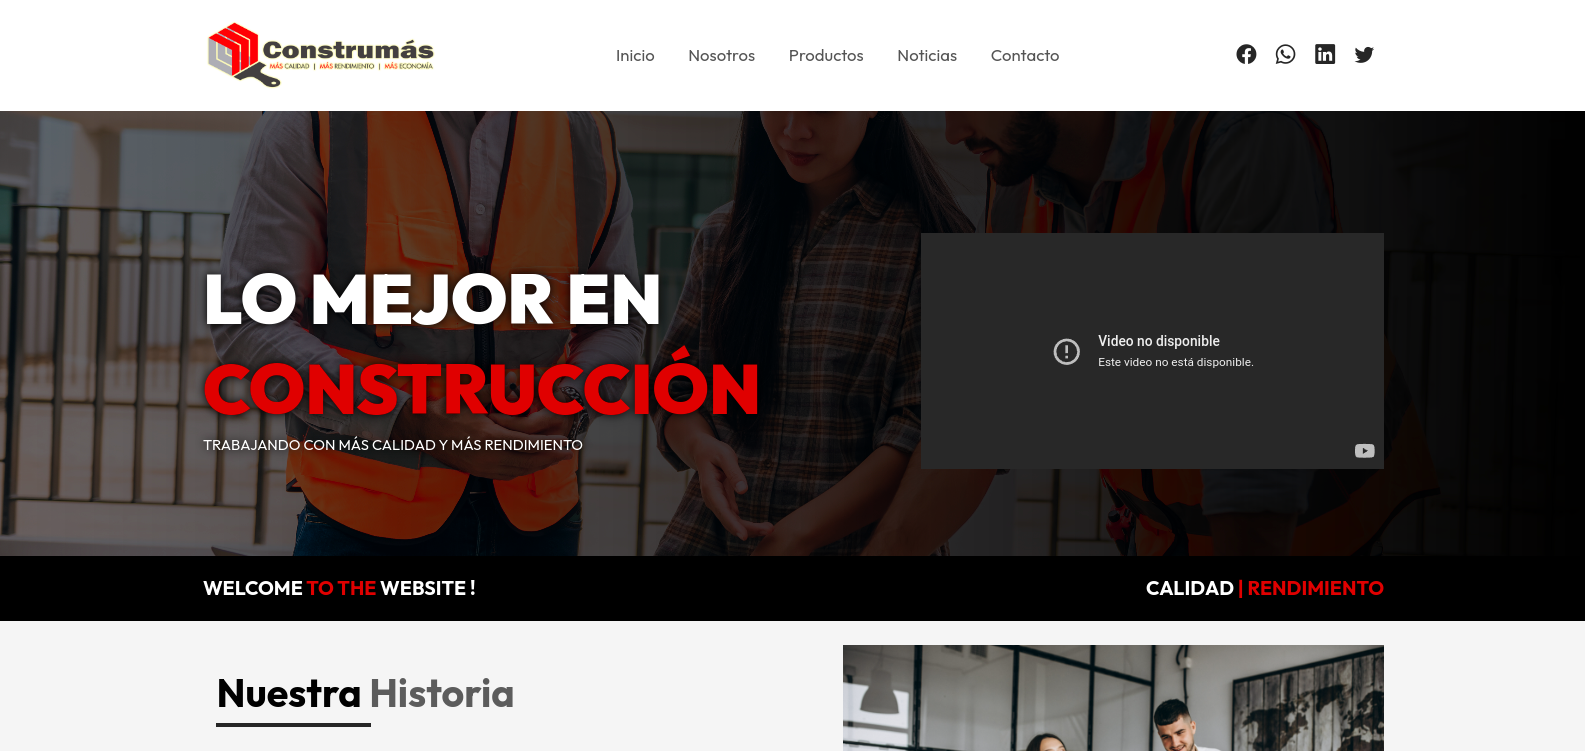 Construmás
MÁS CALIDAD | MÁS RENDIMIENTO | MÁS ECONOMÍA
Inicio Nosotros Productos Noticias Contacto
LO MEJOR EN
CONSTRUCCIÓN
TRABAJANDO CON MÁS CALIDAD Y MÁS RENDIMIENTO
Video no disponible
Este video no está disponible.
WELCOME TO THE WEBSITE !
CALIDAD | RENDIMIENTO
Nuestra Historia